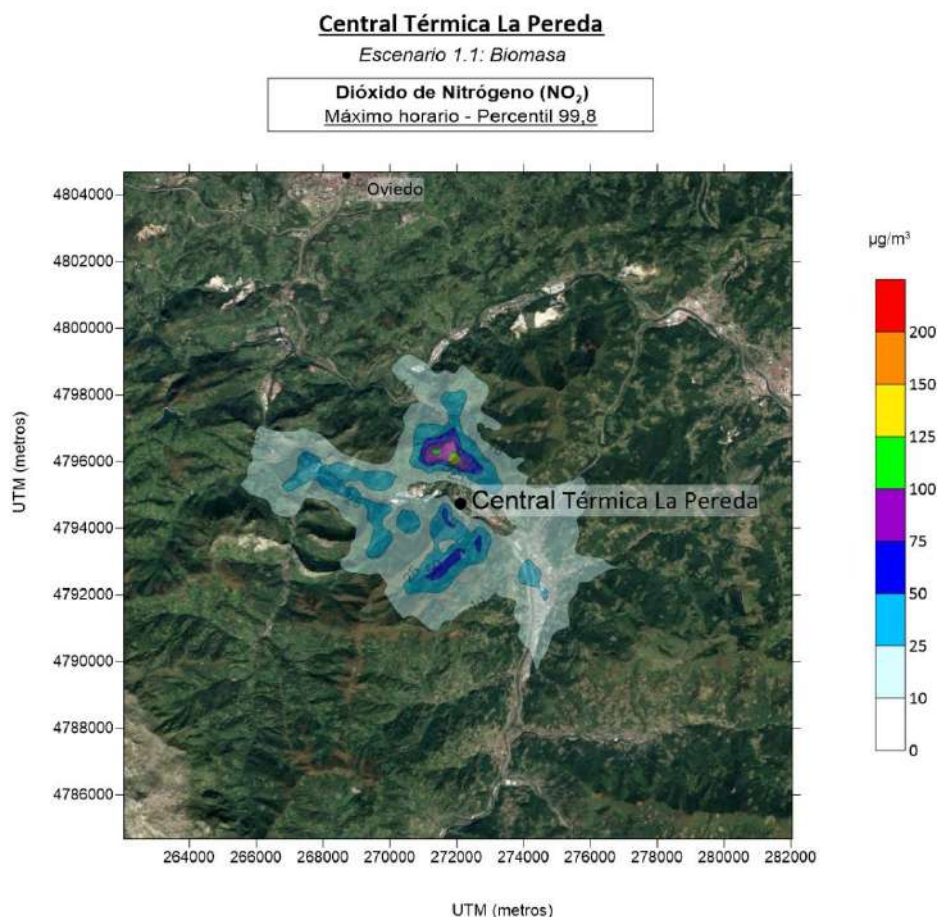 Central Térmica La Pereda
Escenario 1.1: Biomasa
Dióxido de Nitrógeno (NO₂)
Máximo horario - Percentil 99,8
Oviedo
Central Térmica La Pereda
UTM (metros)
4804000
4802000
4800000
4798000
4796000
4794000
4792000
4790000
4788000
4786000
264000 266000 268000 270000 272000 274000 276000 278000 280000 282000
UTM (metros)
µg/m³
200
150
125
100
75
50
25
10
0